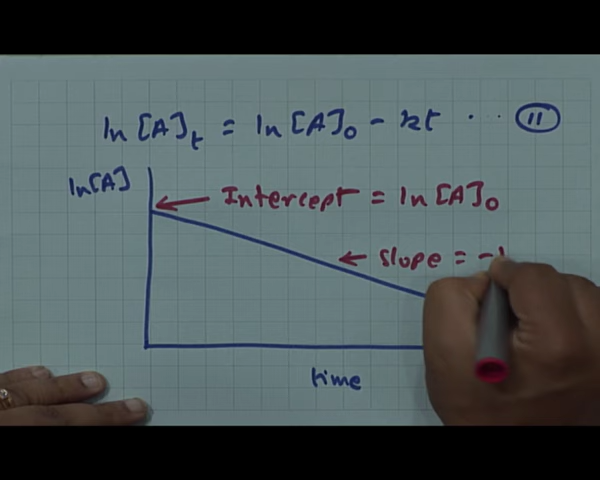 ln[A]t = ln[A]0 - kt ... (11)
ln[A]
Intercept = ln[A]0
slope = -
time